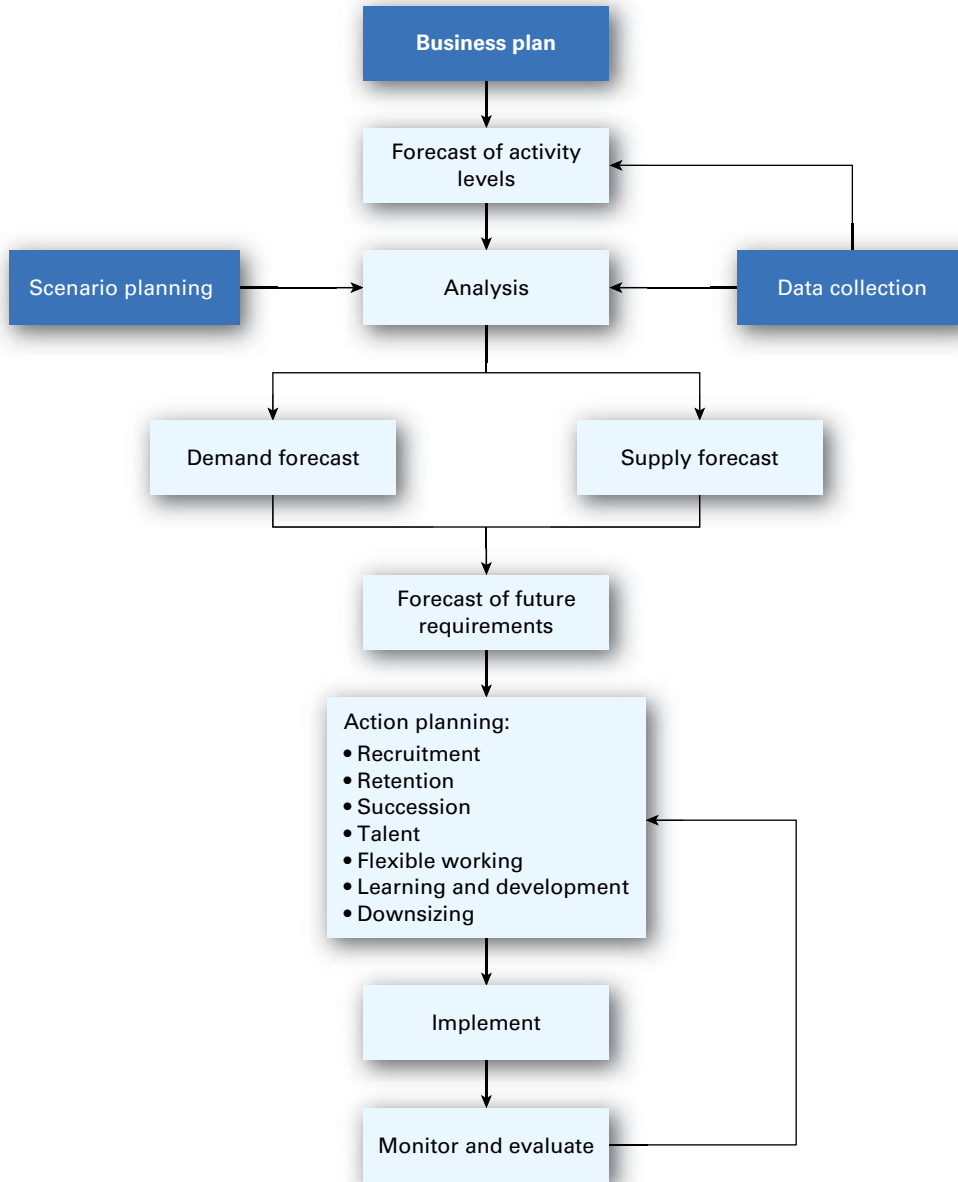 Business plan
Forecast of activity
levels
Scenario planning
Analysis
Data collection
Demand forecast
Supply forecast
Forecast of future
requirements
Action planning:
• Recruitment
• Retention
• Succession
• Talent
• Flexible working
• Learning and development
• Downsizing
Implement
Monitor and evaluate